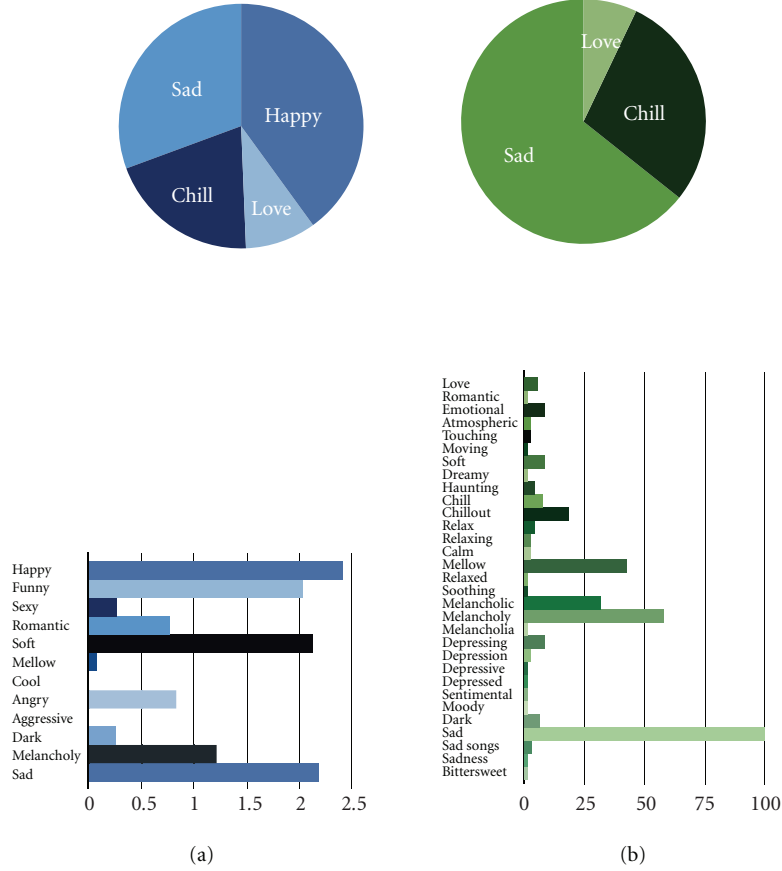 Sad
Happy
Chill
Love
Love
Chill
Sad
Happy
Funny
Sexy
Romantic
Soft
Mellow
Cool
Angry
Aggressive
Dark
Melancholy
Sad
0 0.5 1 1.5 2 2.5
(a)
Love
Romantic
Emotional
Atmospheric
Touching
Moving
Soft
Dreamy
Haunting
Chill
Chillout
Relax
Relaxing
Calm
Mellow
Relaxed
Soothing
Melancholic
Melancholy
Melancholia
Depressing
Depression
Depressive
Depressed
Sentimental
Moody
Dark
Sad
Sad songs
Sadness
Bittersweet
0 25 50 75 100
(b)